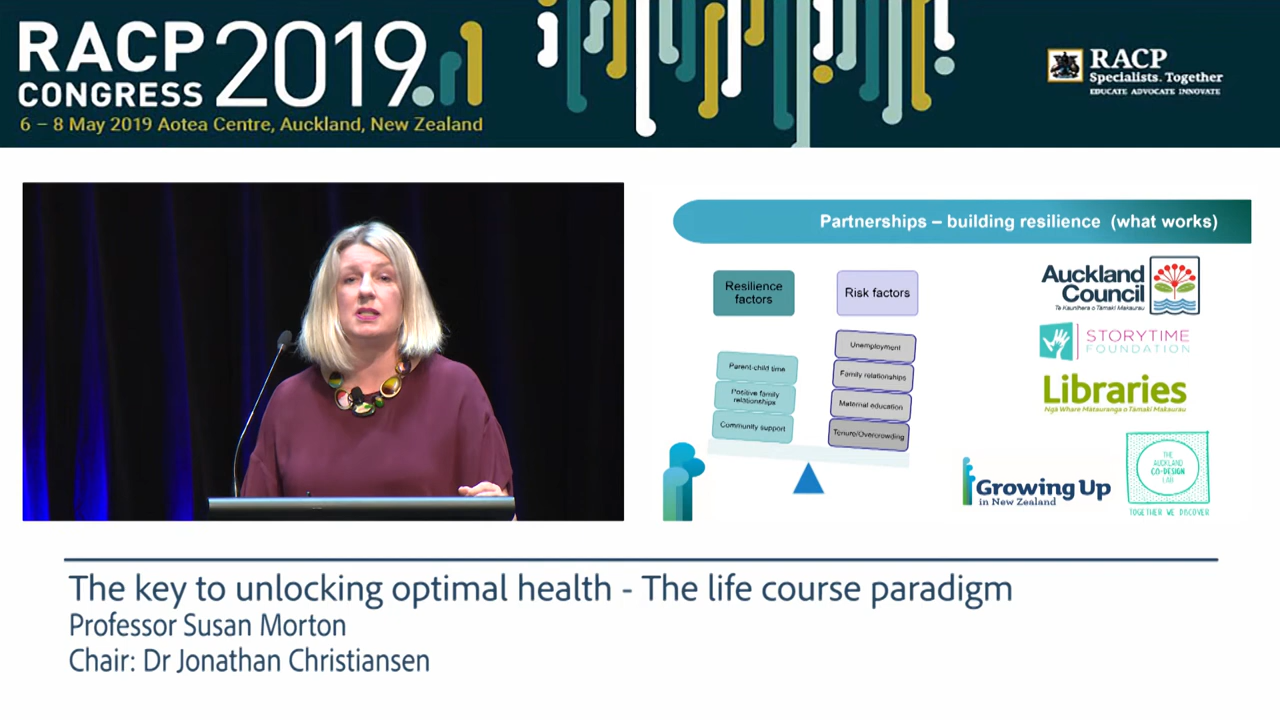 RACP
CONGRESS
2019
6 – 8 May 2019 Aotea Centre, Auckland, New Zealand
RACP
Specialists. Together
EDUCATE ADVOCATE INNOVATE
Partnerships – building resilience (what works)
Resilience
factors
Risk factors
Parent-child time
Positive family
relationships
Community support
Unemployment
Family relationships
Maternal education
Tenure/Overcrowding
Auckland
Council
Te Kaunihera o Tāmaki Makaurau
STORYTIME
FOUNDATION
Libraries
Ngā Whare Mātauranga o Tāmaki Makaurau
Growing Up
in New Zealand
THE
AUCKLAND
CO-DESIGN
LAB
TOGETHER WE DISCOVER
The key to unlocking optimal health - The life course paradigm
Professor Susan Morton
Chair: Dr Jonathan Christiansen